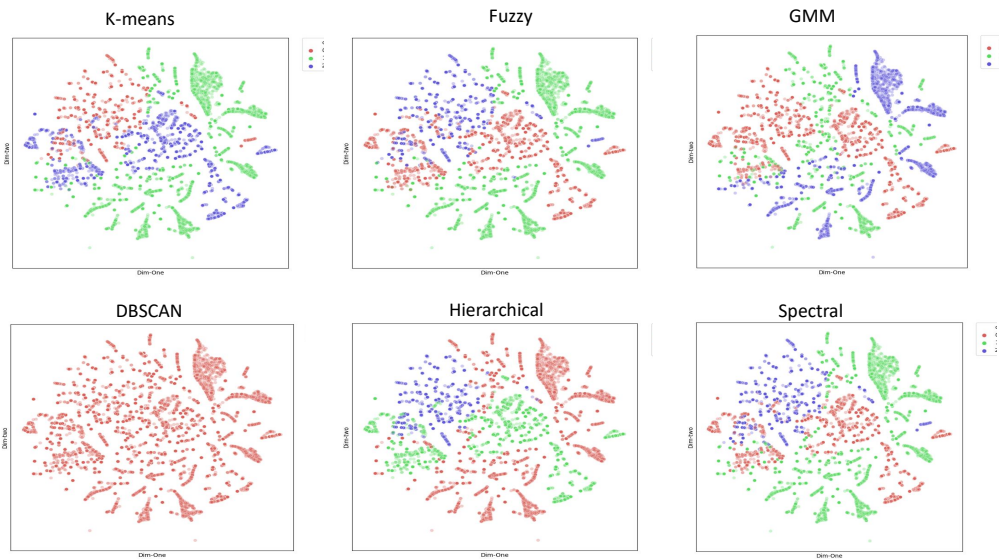 K-means
Fuzzy
GMM
Dim-two
Dim-two
Dim-two
Dim-One
Dim-One
Dim-One
DBSCAN
Hierarchical
Spectral
Dim-two
Dim-two
Dim-two
Dim-One
Dim-One
Dim-One